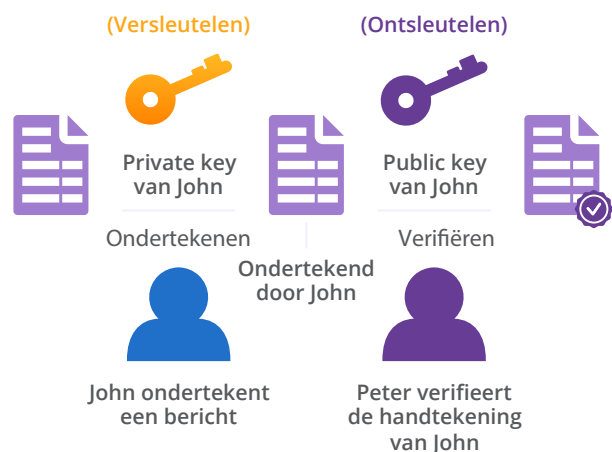 (Versleutelen)
(Ontsleutelen)
Private key
van John
Public key
van John
Ondertekenen
Verifiëren
Ondertekend
door John
John ondertekent
een bericht
Peter verifieert
de handtekening
van John